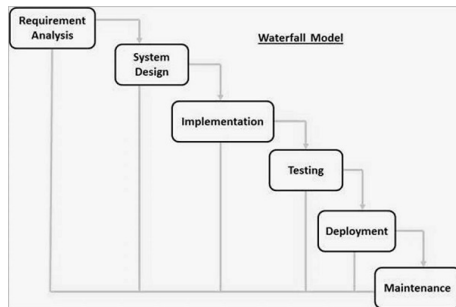 Requirement
Analysis
Waterfall Model
System
Design
Implementation
Testing
Deployment
Maintenance